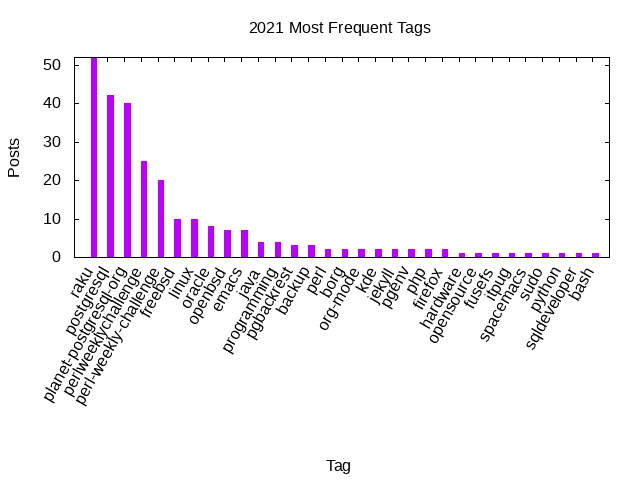 2021 Most Frequent Tags
Posts
50
40
30
20
10
0
raku
postgresql
planet-postgresql-org
perlweeklychallenge
perl-weekly-challenge
freebsd
linux
oracle
openbsd
emacs
java
programming
pgbackrest
backup
perl
borg
org-mode
kde
jekyll
pgenv
php
firefox
hardware
opensource
fusefs
itpug
spacemacs
sudo
python
sqldeveloper
bash
Tag